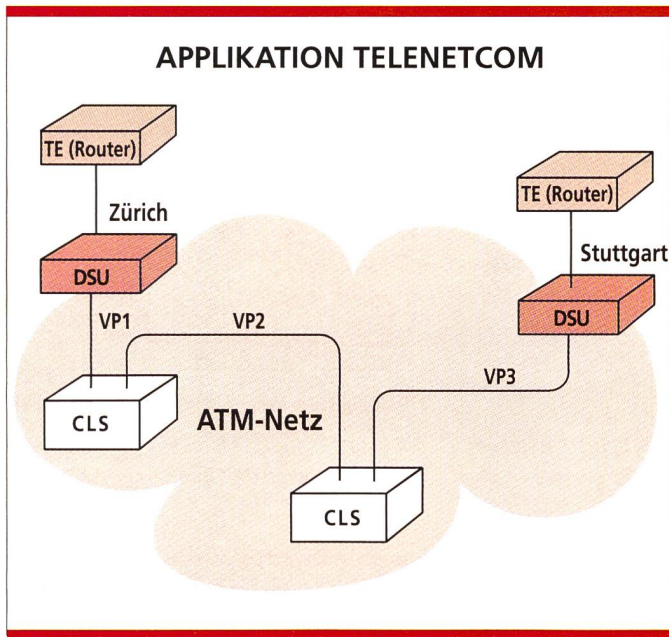 APPLIKATION TELENETCOM
TE (Router)
Zürich
DSU
VP1
CLS
VP2
ATM-Netz
CLS
VP3
TE (Router)
Stuttgart
DSU